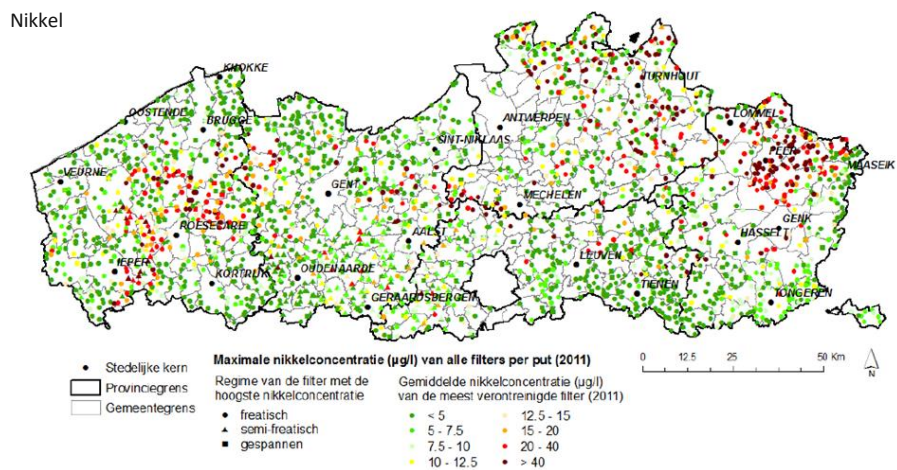 Nikkel
KNOKKE
OOSTENDE
BRUGGE
TURNHOUT
LOMMEL
ANTWERPEN
SINT-NIKLAAS
PEER
MAASEIK
VEURNE
GENT
MECHELEN
GENK
ROESELARE
AALST
HASSELT
IEPER
LEUVEN
KORTRIJK
OUDENAARDE
TIENEN
GERAARDSBERGEN
TONGEREN
Stedelijke kern
Provinciegrens
Gemeentegrens
Maximale nikkelconcentratie (µg/l) van alle filters per put (2011)
Regime van de filter met de
hoogste nikkelconcentratie
freatisch
semi-freatisch
gespannen
Gemiddelde nikkelconcentratie (µg/l)
van de meest verontreinigde filter (2011)
< 5
5 - 7.5
7.5 - 10
10 - 12.5
12.5 - 15
15 - 20
20 - 40
> 40
0 12.5 25 50 Km
N